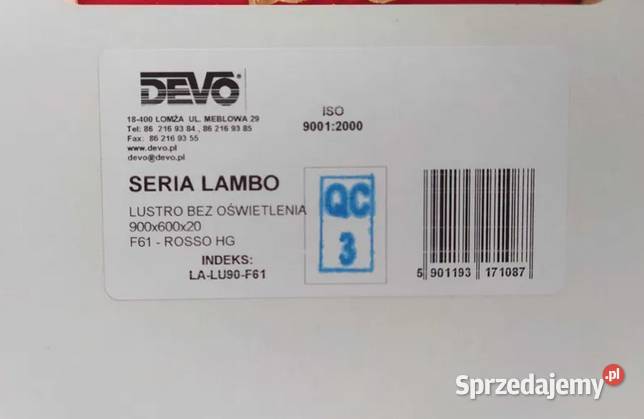 DEVO®
18-400 ŁOMŻA UL. MEBLOWA 29
Tel: 86 216 93 84 , 86 216 93 85
Fax: 86 216 93 55
www.devo.pl
devo@devo.pl
ISO
9001:2000
SERIA LAMBO
LUSTRO BEZ OŚWIETLENIA
900x600x20
F61 - ROSSO HG
INDEKS:
LA-LU90-F61
QC
3
5 901193 171087
Sprzedajemy.pl